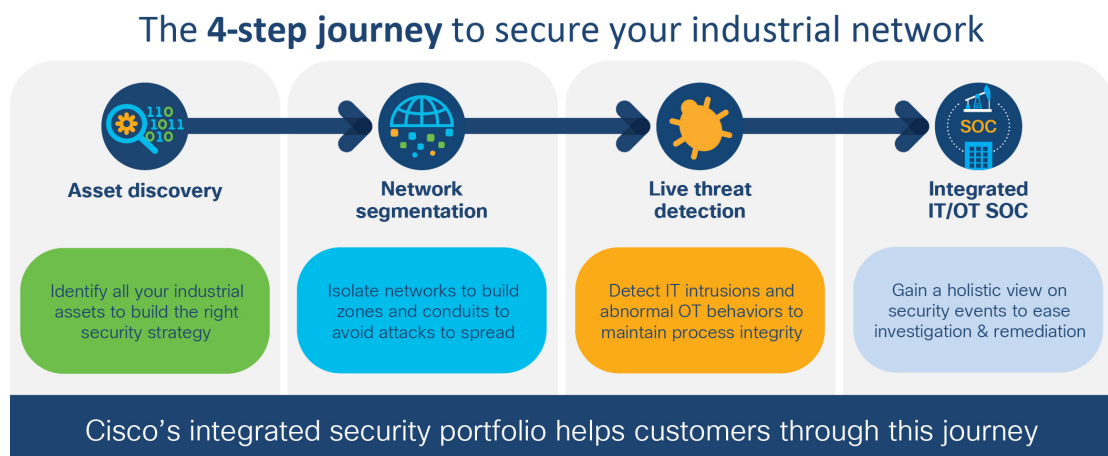 The 4-step journey to secure your industrial network
110
1011
010
SOC
Asset discovery
Network
segmentation
Live threat
detection
Integrated
IT/OT SOC
Identify all your industrial
assets to build the right
security strategy
Isolate networks to build
zones and conduits to
avoid attacks to spread
Detect IT intrusions and
abnormal OT behaviors to
maintain process integrity
Gain a holistic view on
security events to ease
investigation & remediation
Cisco's integrated security portfolio helps customers through this journey